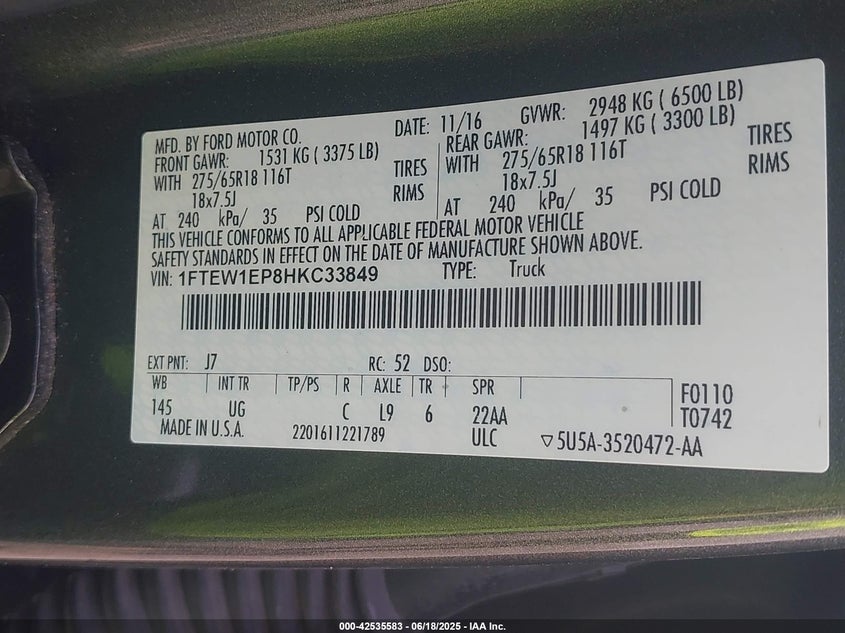 MFD. BY FORD MOTOR CO. DATE: 11/16 GVWR: 2948 KG ( 6500 LB)
FRONT GAWR: 1531 KG ( 3375 LB) REAR GAWR: 1497 KG ( 3300 LB)
WITH 275/65R18 116T TIRES WITH 275/65R18 116T TIRES
18x7.5J RIMS 18x7.5J RIMS
AT 240 kPa/ 35 PSI COLD AT 240 kPa/ 35 PSI COLD
THIS VEHICLE CONFORMS TO ALL APPLICABLE FEDERAL MOTOR VEHICLE
SAFETY STANDARDS IN EFFECT ON THE DATE OF MANUFACTURE SHOWN ABOVE.
VIN: 1FTEW1EP8HKC33849 TYPE: Truck
EXT PNT: J7 RC: 52 DSO:
WB INT TR TP/PS R AXLE TR SPR F0110
145 UG C L9 6 22AA T0742
MADE IN U.S.A. 2201611221789 ULC ▽5U5A-3520472-AA
000-42535583 - 06/18/2025 - IAA Inc.